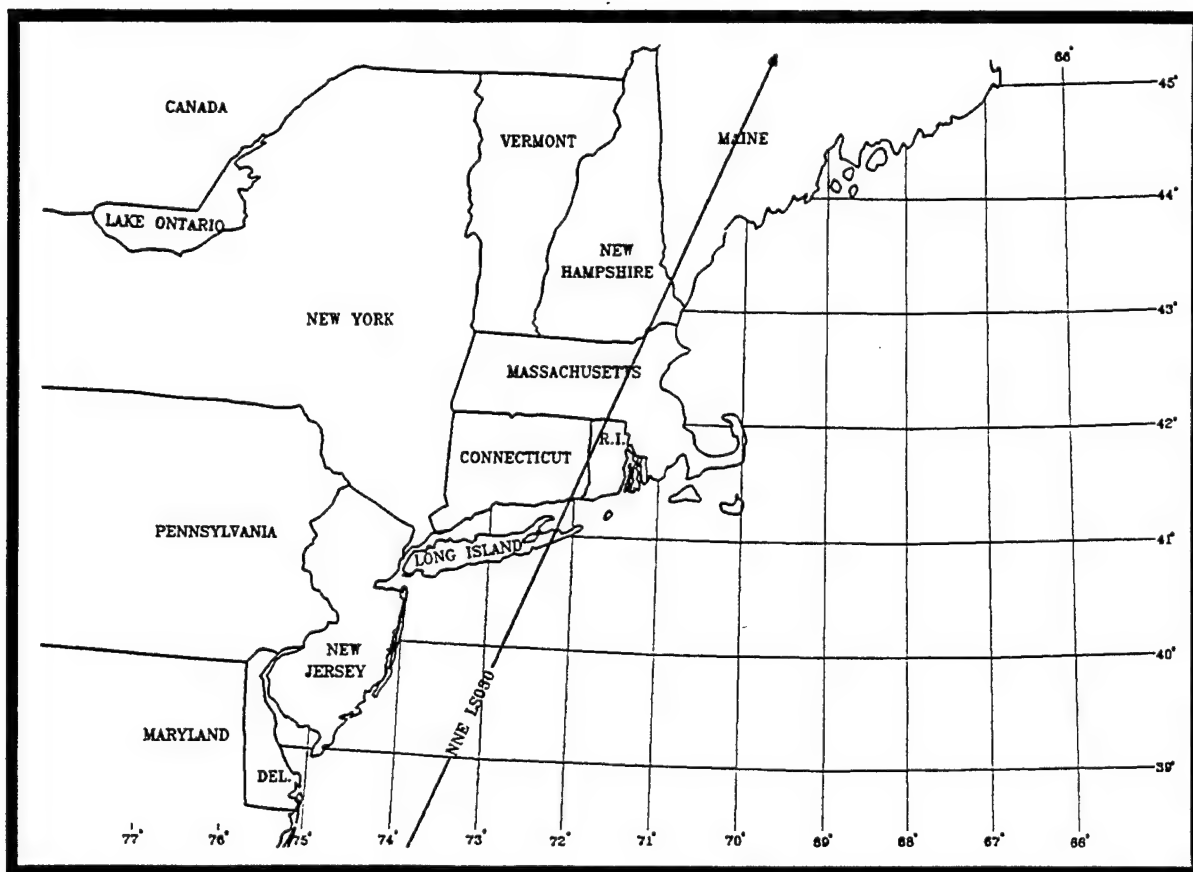 66°
45°
CANADA
VERMONT
MAINE
LAKE ONTARIO
44°
NEW
HAMPSHIRE
NEW YORK
43°
MASSACHUSETTS
42°
R.I.
CONNECTICUT
PENNSYLVANIA
LONG ISLAND
41°
NEW
JERSEY
40°
NNE LS030
MARYLAND
DEL.
39°
77°
76°
75°
74°
73°
72°
71°
70°
69°
68°
67°
66°